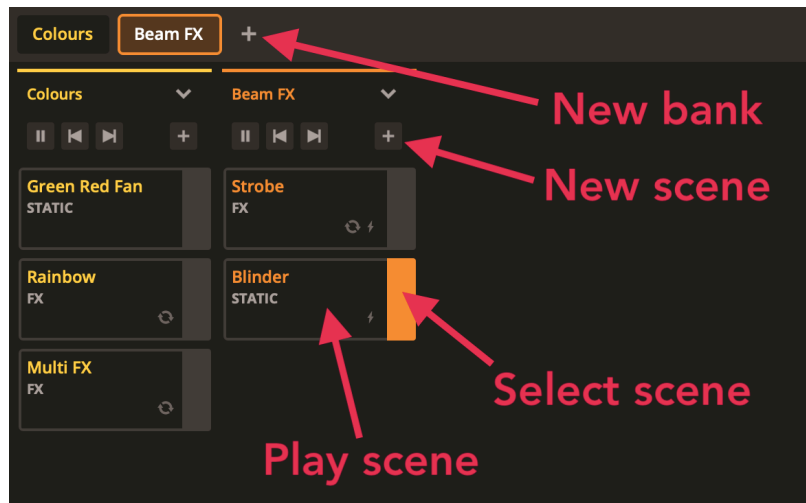 Colours
Beam FX
Colours
Beam FX
New bank
New scene
Green Red Fan
STATIC
Strobe
FX
Rainbow
FX
Blinder
STATIC
Multi FX
FX
Select scene
Play scene